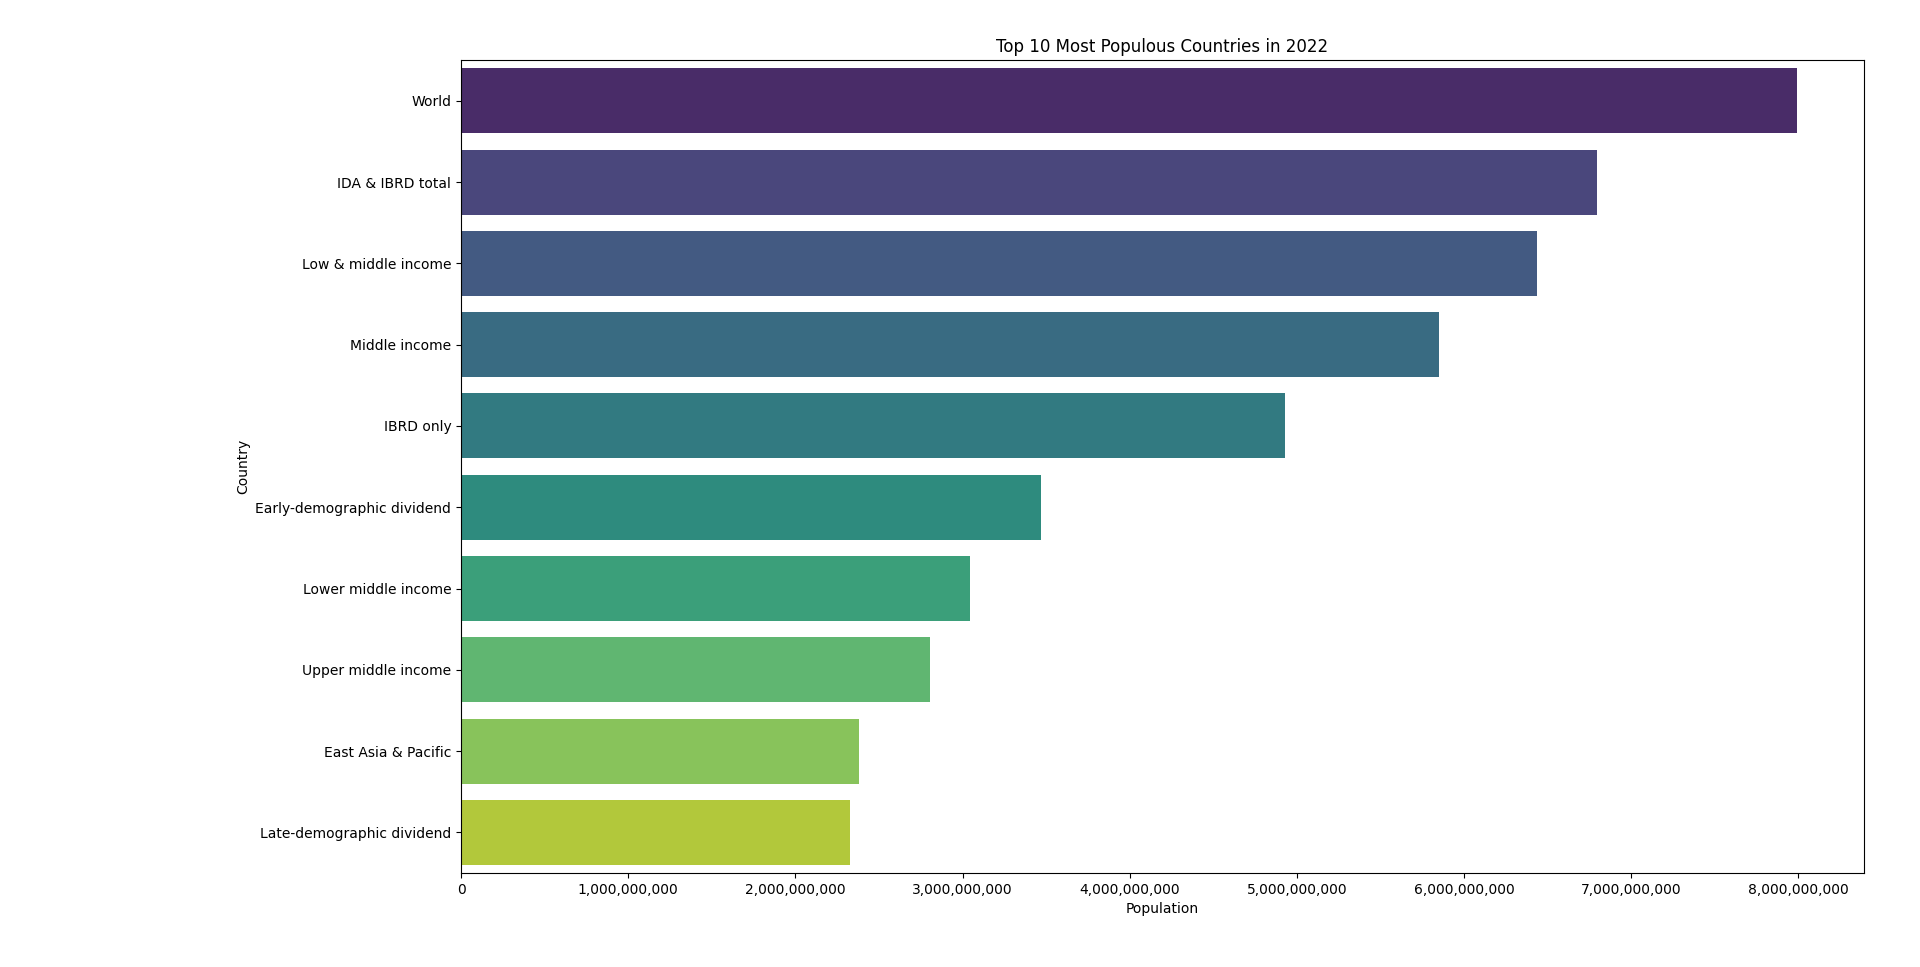 Top 10 Most Populous Countries in 2022
World
IDA & IBRD total
Low & middle income
Middle income
IBRD only
Early-demographic dividend
Lower middle income
Upper middle income
East Asia & Pacific
Late-demographic dividend
Country
0 1,000,000,000 2,000,000,000 3,000,000,000 4,000,000,000 5,000,000,000 6,000,000,000 7,000,000,000 8,000,000,000
Population